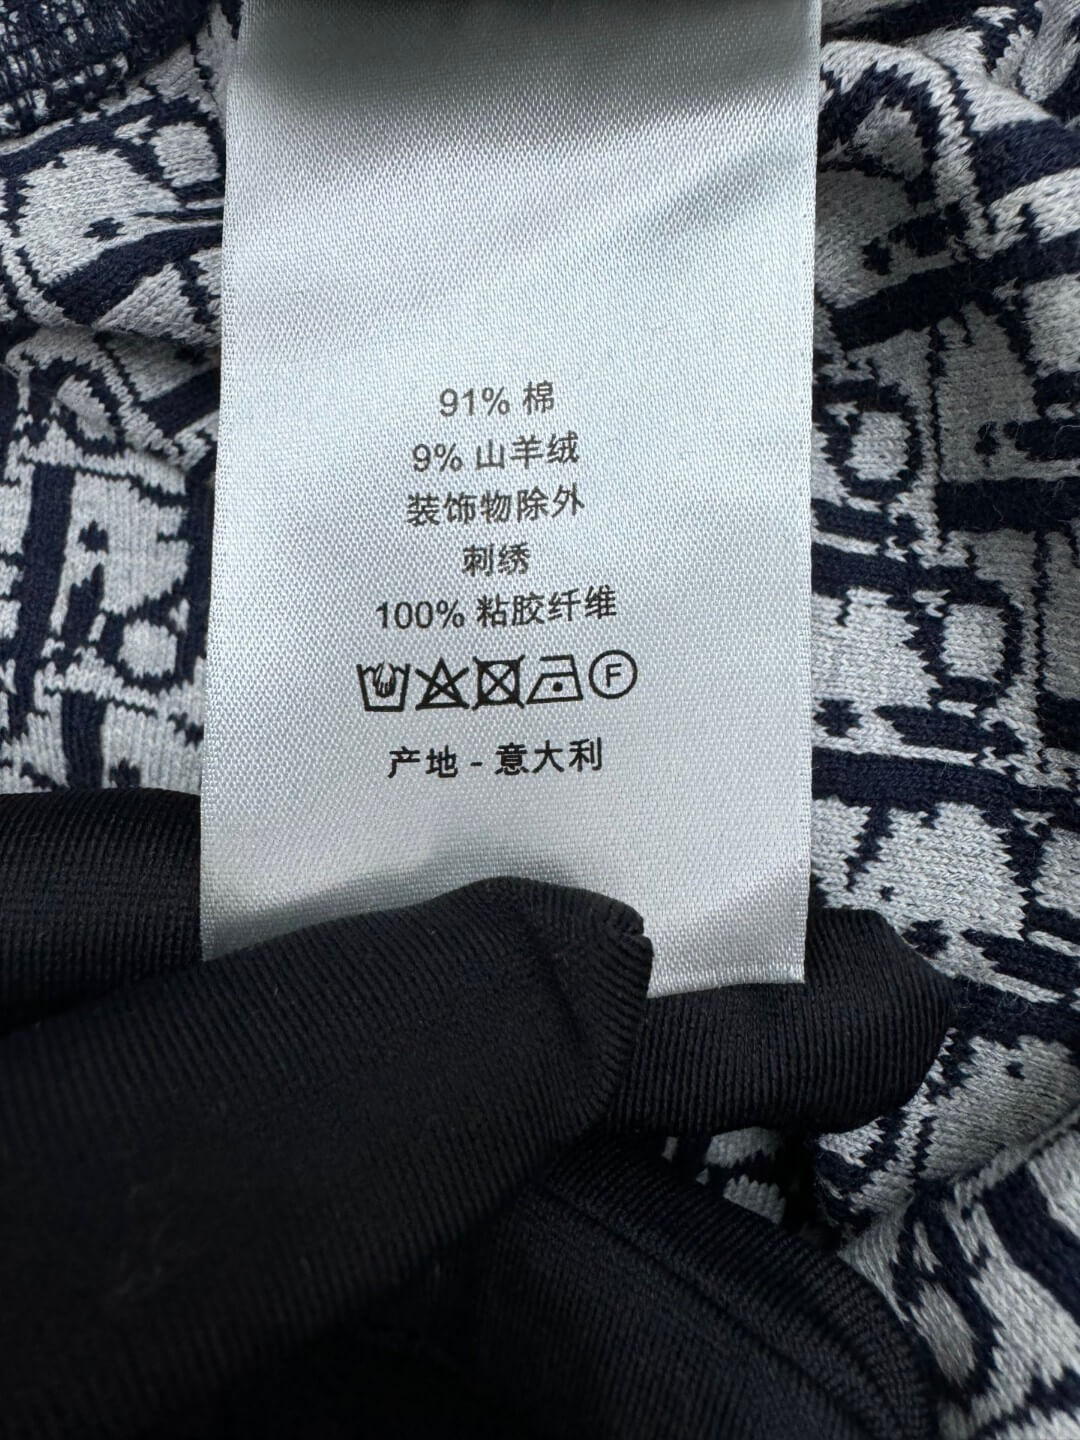 91% 棉
9% 山羊绒
装饰物除外
刺绣
100% 粘胶纤维
F
产地 - 意大利